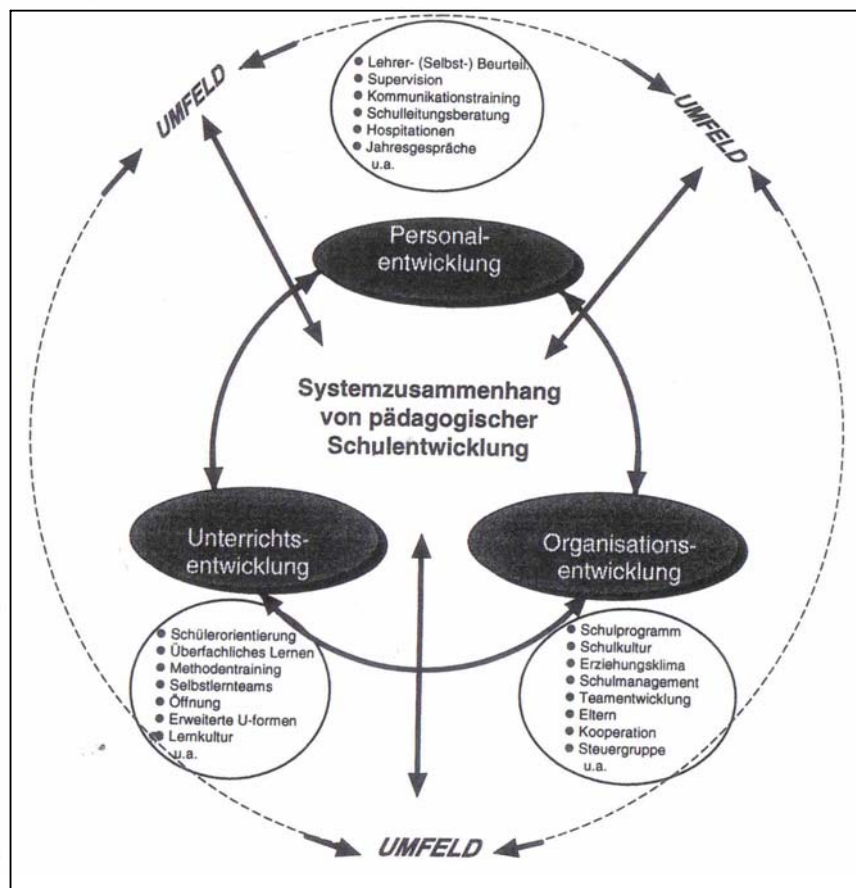 ● Lehrer- (Selbst-) Beurteil.
● Supervision
● Kommunikationstraining
● Schulleitungsberatung
● Hospitationen
● Jahresgespräche
u.a.
UMFELD
UMFELD
Personal-
entwicklung
Systemzusammenhang
von pädagogischer
Schulentwicklung
Unterrichts-
entwicklung
Organisations-
entwicklung
● Schülerorientierung
● Überfachliches Lernen
● Methodentraining
● Selbstlernteams
● Öffnung
● Erweiterte U-formen
● Lernkultur
u.a.
● Schulprogramm
● Schulkultur
● Erziehungsklima
● Schulmanagement
● Teamentwicklung
● Eltern
● Kooperation
● Steuergruppe
u.a.
UMFELD